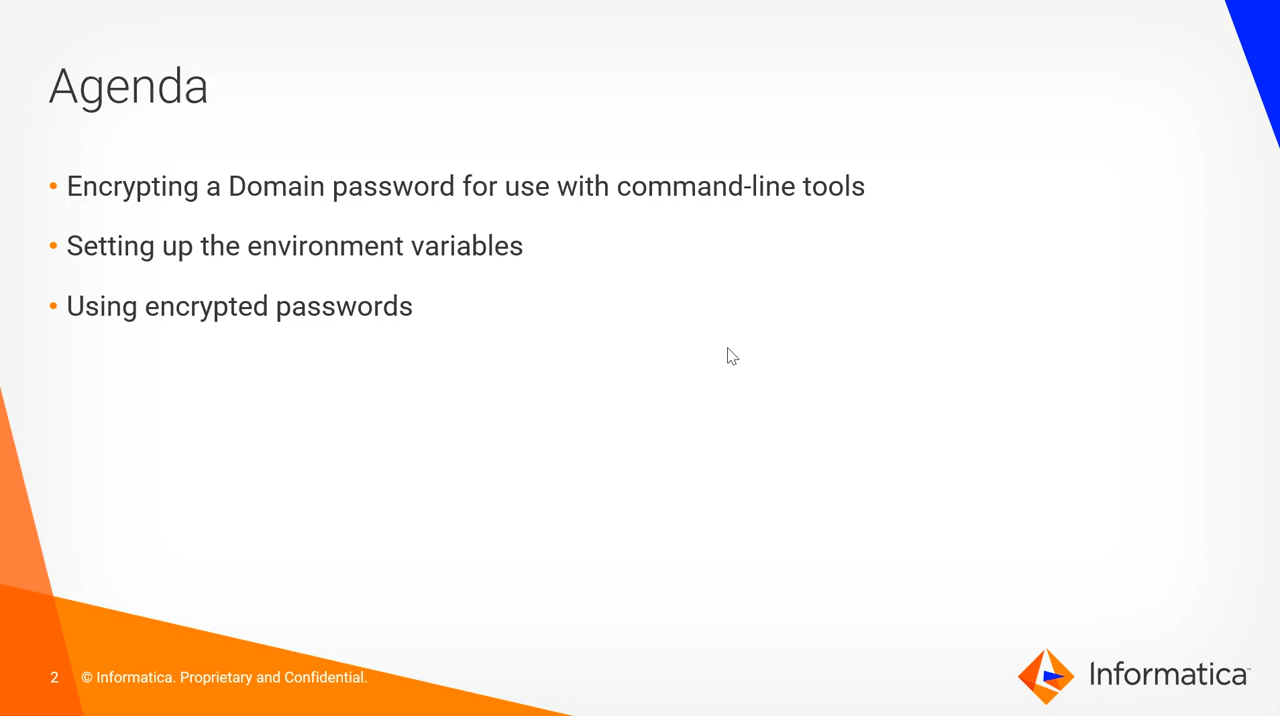 Agenda
• Encrypting a Domain password for use with command-line tools
• Setting up the environment variables
• Using encrypted passwords
2 © Informatica. Proprietary and Confidential.
Informatica™